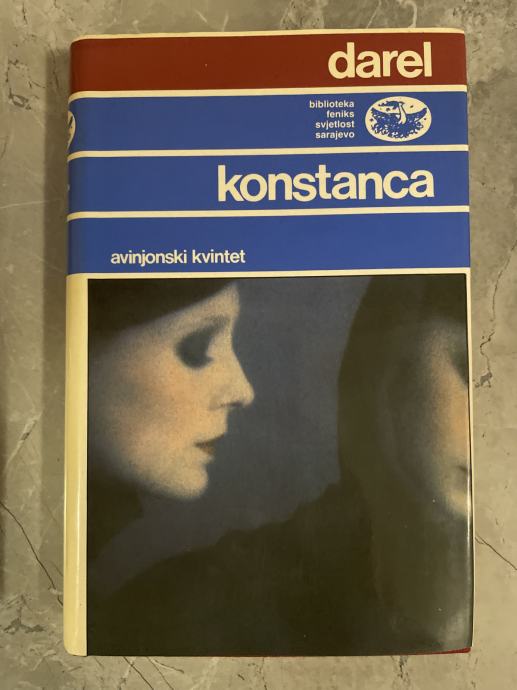 darel
biblioteka
feniks
svjetlost
sarajevo
konstanca
avinjonski kvintet